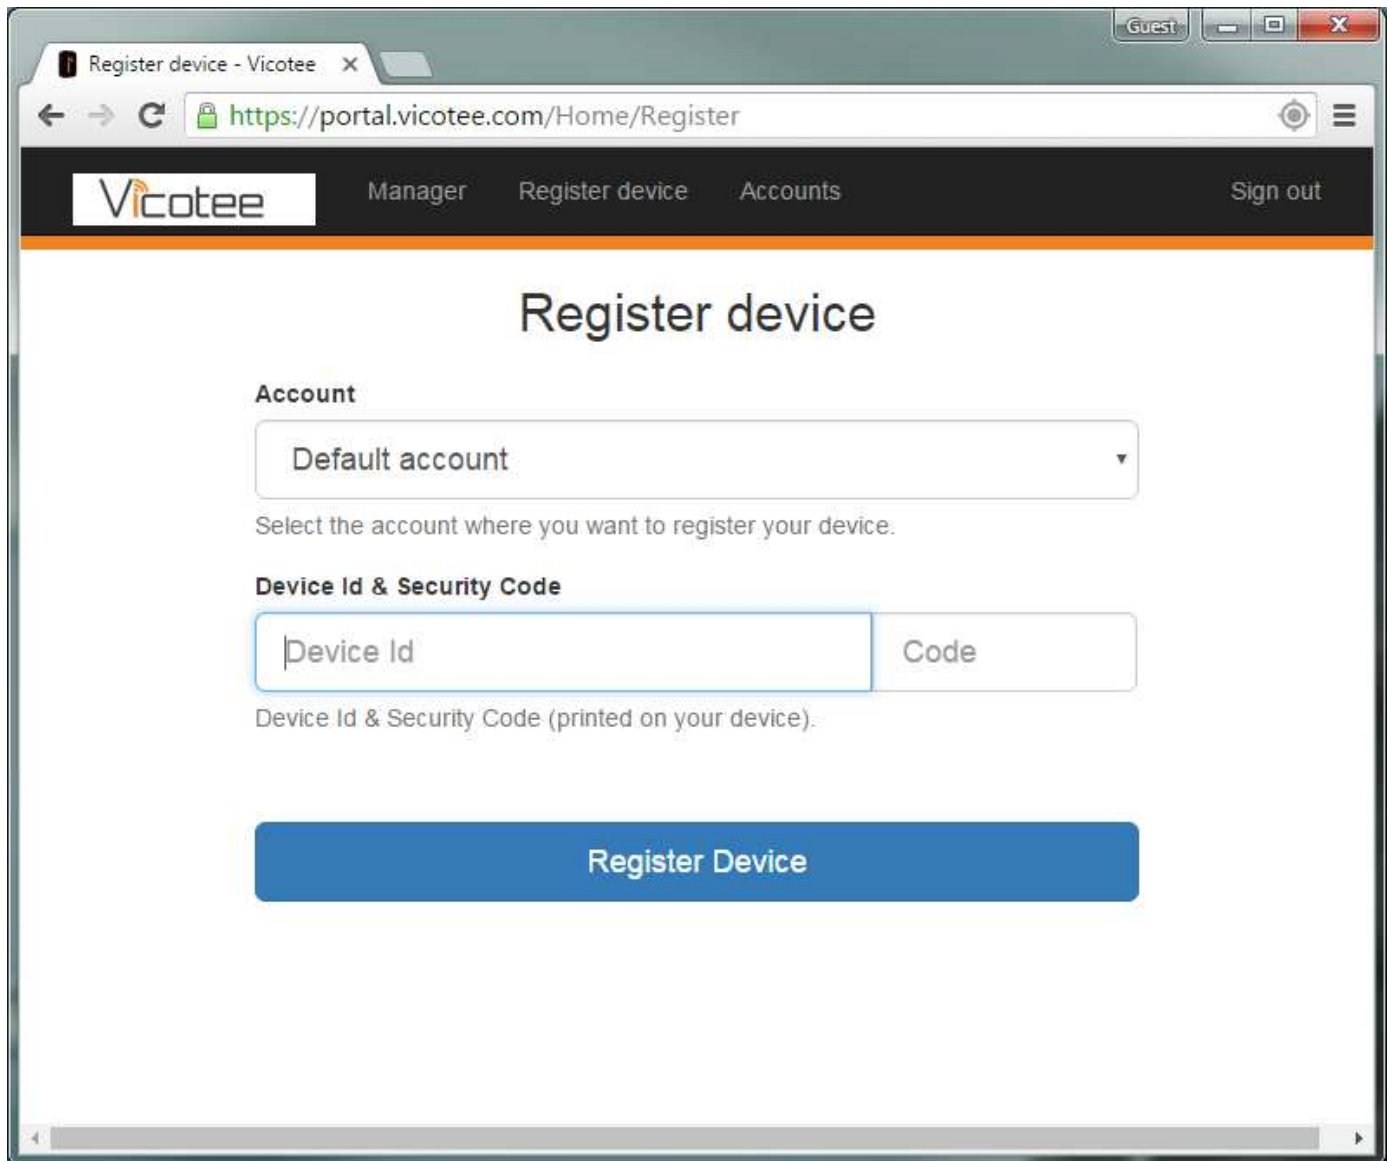 Guest
Register device - Vicotee
https://portal.vicotee.com/Home/Register
Vicotee Manager Register device Accounts Sign out
Register device
Account
Default account
Select the account where you want to register your device.
Device Id & Security Code
Device Id Code
Device Id & Security Code (printed on your device).
Register Device